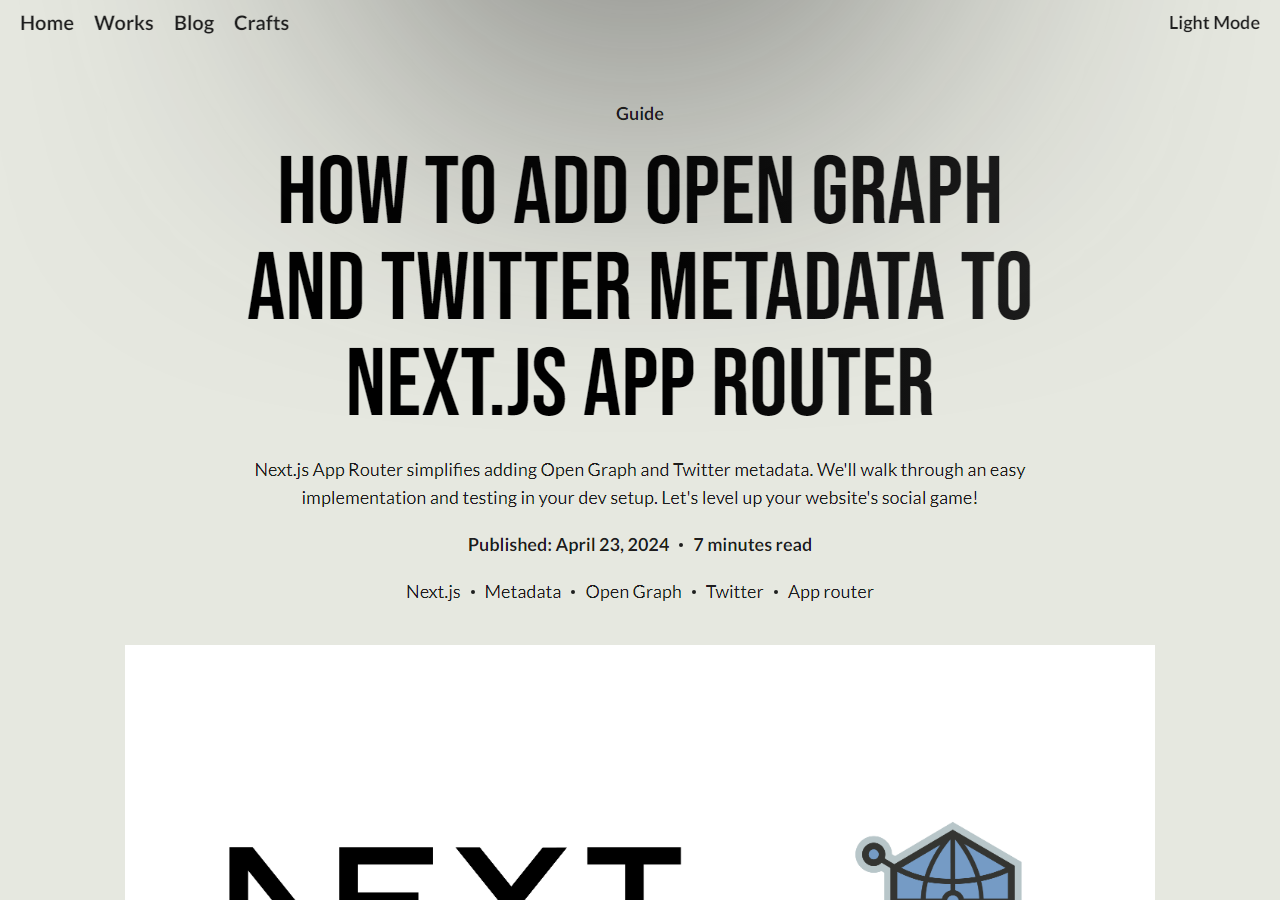 Home Works Blog Crafts Light Mode
Guide
HOW TO ADD OPEN GRAPH
AND TWITTER METADATA TO
NEXT.JS APP ROUTER
Next.js App Router simplifies adding Open Graph and Twitter metadata. We'll walk through an easy
implementation and testing in your dev setup. Let's level up your website's social game!
Published: April 23, 2024 • 7 minutes read
Next.js • Metadata • Open Graph • Twitter • App router
NEXT